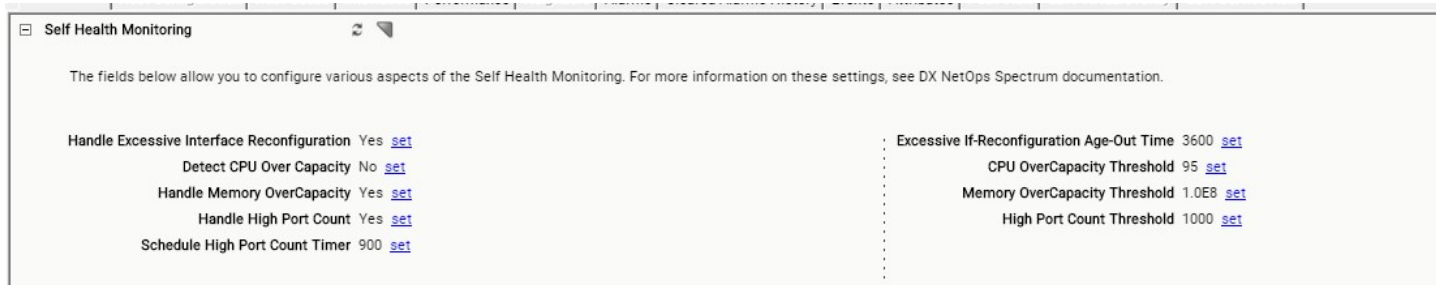 Self Health Monitoring
The fields below allow you to configure various aspects of the Self Health Monitoring. For more information on these settings, see DX NetOps Spectrum documentation.
Handle Excessive Interface Reconfiguration Yes set
Excessive If-Reconfiguration Age-Out Time 3600 set
Detect CPU Over Capacity No set
CPU OverCapacity Threshold 95 set
Handle Memory OverCapacity Yes set
Memory OverCapacity Threshold 1.0E8 set
Handle High Port Count Yes set
High Port Count Threshold 1000 set
Schedule High Port Count Timer 900 set